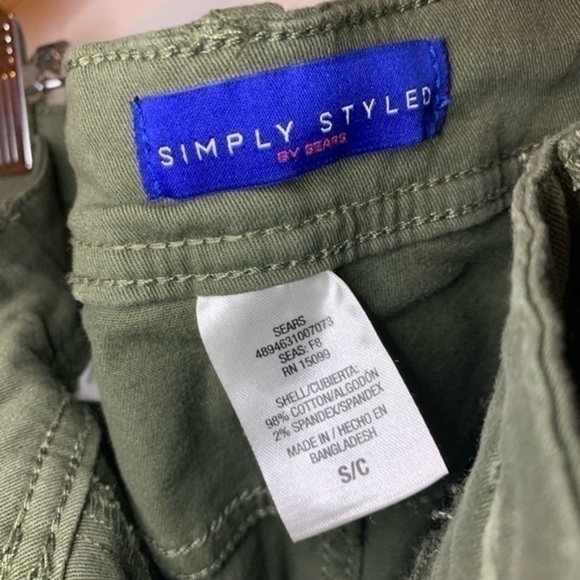 SIMPLY STYLED
BY SEARS
SEARS
4894631007073
SEAS: F8
RN 15099
SHELL/CUBIERTA:
98% COTTON/ALGODÓN
2% SPANDEX/SPANDEX
MADE IN / HECHO EN
BANGLADESH
S/C